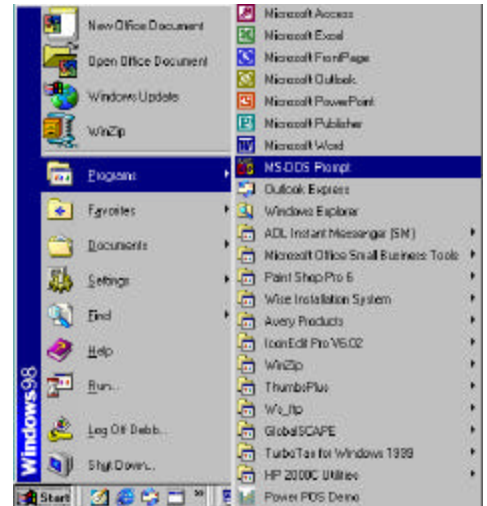 New Office Document
Open Office Document
Windows Update
WinZip
Programs
Favorites
Documents
Settings
Find
Help
Run...
Log Off Debb...
Shut Down...
Windows98
Start
Microsoft Access
Microsoft Excel
Microsoft FrontPage
Microsoft Outlook
Microsoft PowerPoint
Microsoft Publisher
Microsoft Word
MS-DOS Prompt
Outlook Express
Windows Explorer
AOL Instant Messenger (SM)
Microsoft Office Small Business Tools
Paint Shop Pro 6
Wise Installation System
Avery Products
IconEdit Pro V6.02
WinZip
ThumbsPlus
Ws_ftp
GlobalSCAPE
TurboTax for Windows 1999
HP 2000C Utilities
Power POS Demo